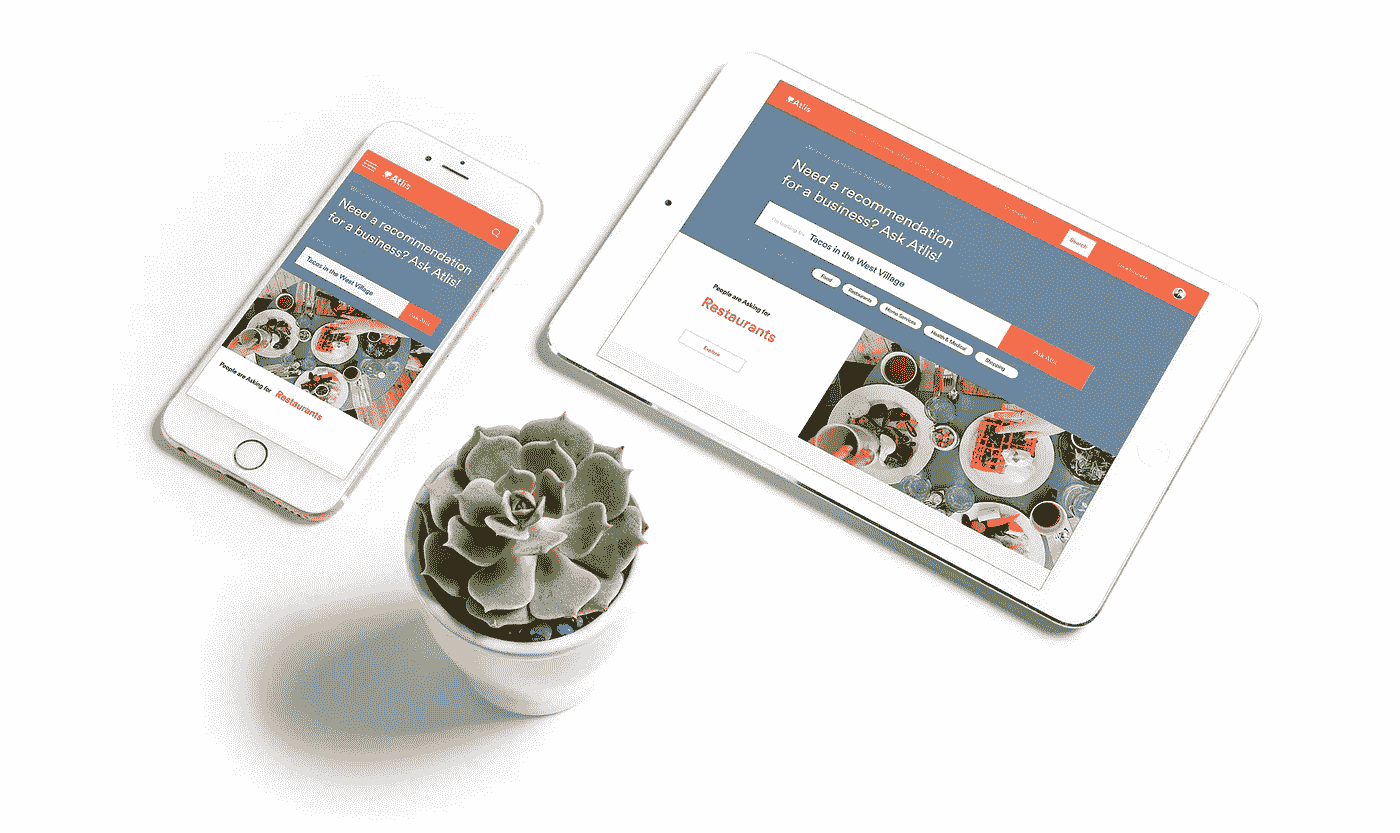 Atlis
Need a recommendation
for a business? Ask Atlis!
Tacos in the West Village
Ask Atlis
People are Asking for Restaurants
Atlis
Search
Need a recommendation
for a business? Ask Atlis!
I'm looking for Tacos in the West Village
Ask Atlis
Food
Restaurants
Home Services
Health & Medical
Shopping
People are Asking for
Restaurants
Explore